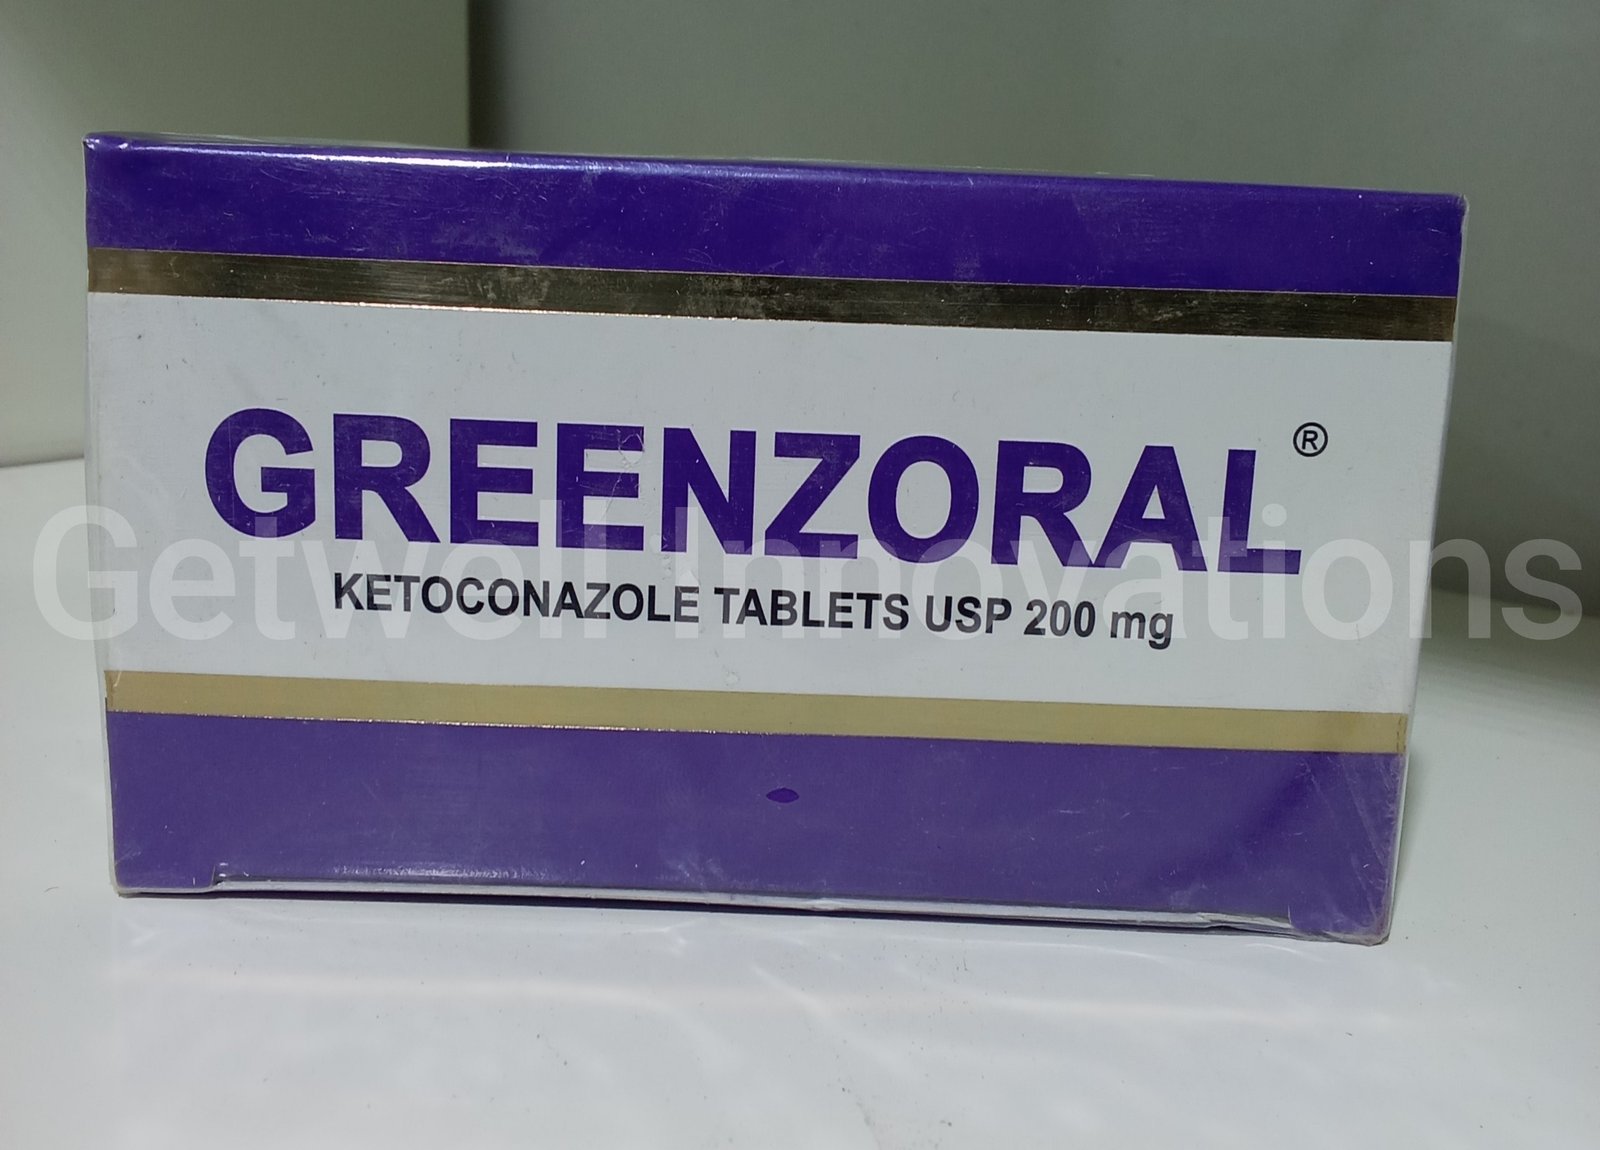 GREENZORAL®
KETOCONAZOLE TABLETS USP 200 mg
Getwell Innovations